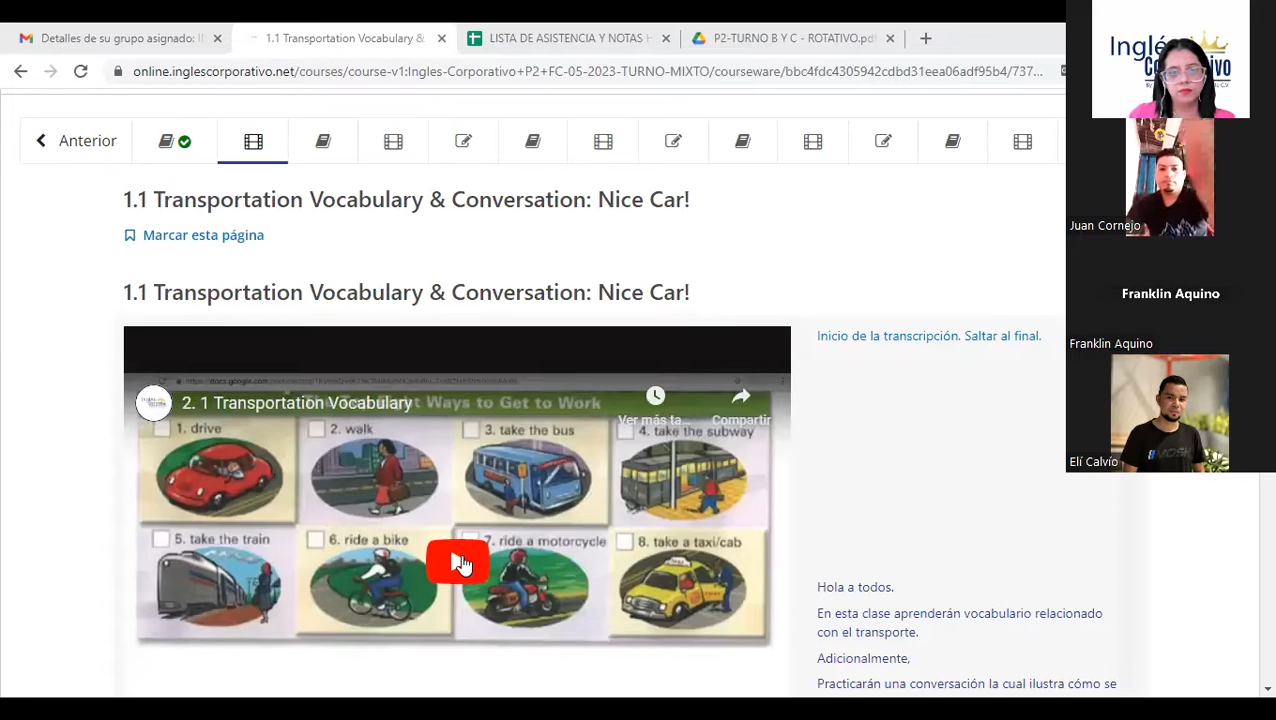 Detalles de su grupo asignado: I
1.1 Transportation Vocabulary &
LISTA DE ASISTENCIA Y NOTAS
P2-TURNO B Y C - ROTATIVO.pdf
online.inglescorporativo.net/courses/course-v1:Ingles-corporativo+P2+FC-05-2023-TURNO-MIXTO/courseware/bbc4fdc4305942cdbd31eea06adf95b4/737...
Anterior
1.1 Transportation Vocabulary & Conversation: Nice Car!
Marcar esta página
1.1 Transportation Vocabulary & Conversation: Nice Car!
Inicio de la transcripción. Saltar al final.
2. 1 Transportation Vocabulary
Ways to Get to Work
Ver más ta...
Compartir
1. drive
2. walk
3. take the bus
4. take the subway
5. take the train
6. ride a bike
7. ride a motorcycle
8. take a taxi/cab
Hola a todos.
En esta clase aprenderán vocabulario relacionado
con el transporte.
Adicionalmente,
Practicarán una conversación la cual ilustra cómo se
Juan Cornejo
Franklin Aquino
Franklin Aquino
Elí Calvío